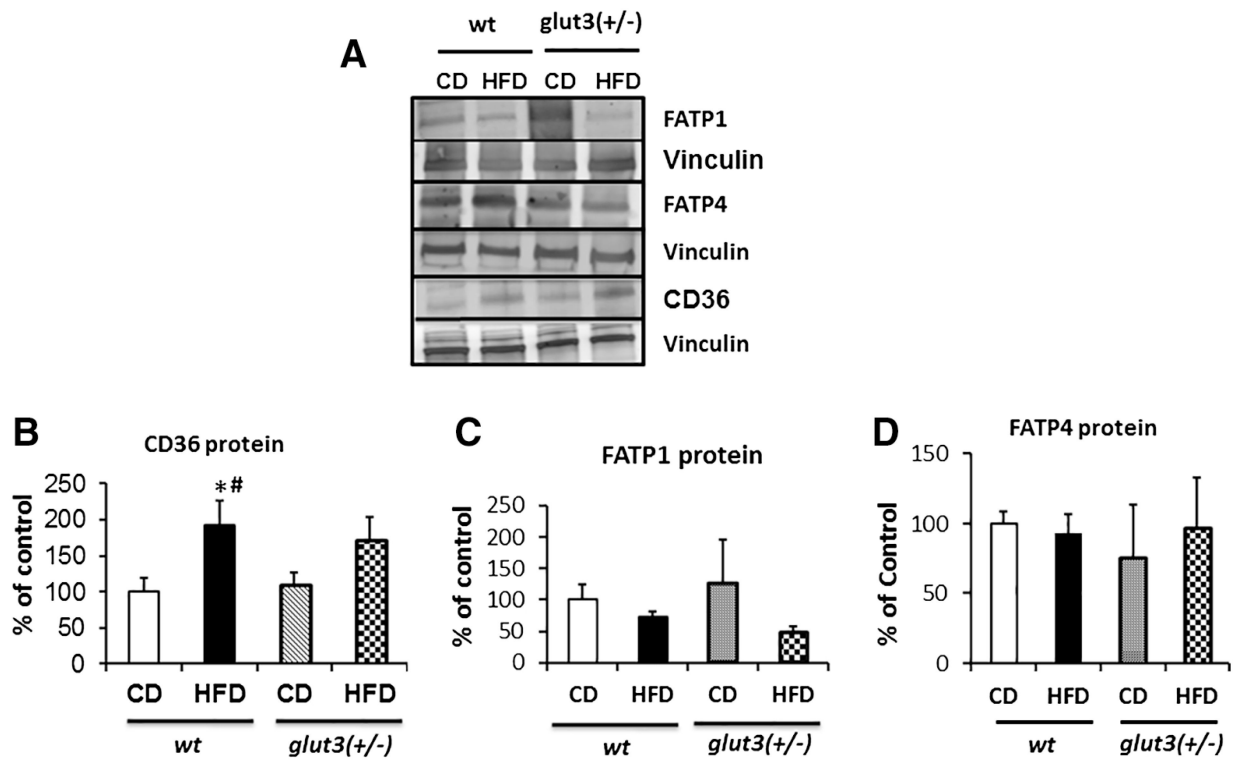 A
wt glut3(+/-)
CD HFD CD HFD
FATP1
Vinculin
FATP4
Vinculin
CD36
Vinculin
B
CD36 protein
% of control
250
200
150
100
50
0
*#
CD HFD CD HFD
wt glut3(+/-)
C
FATP1 protein
% of control
250
200
150
100
50
0
CD HFD CD HFD
wt glut3(+/-)
D
FATP4 protein
% of Control
150
100
50
0
CD HFD CD HFD
wt glut3(+/-)